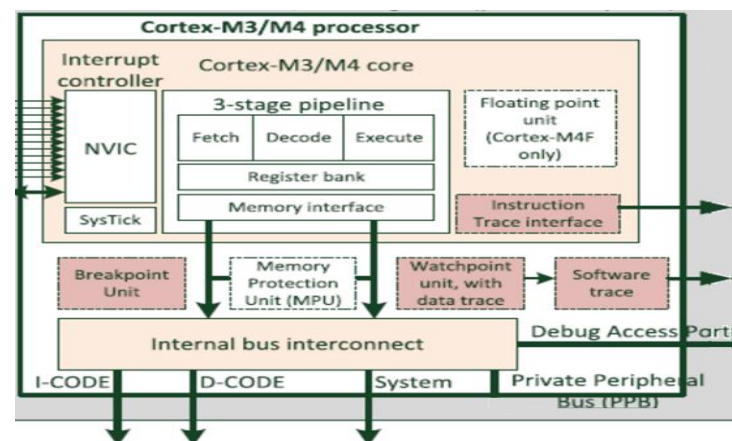 Cortex-M3/M4 processor
Interrupt
controller
Cortex-M3/M4 core
3-stage pipeline
Fetch
Decode
Execute
Register bank
Memory interface
NVIC
SysTick
Floating point
unit
(Cortex-M4F
only)
Instruction
Trace interface
Breakpoint
Unit
Memory
Protection
Unit (MPU)
Watchpoint
unit, with
data trace
Software
trace
Internal bus interconnect
Debug Access Part
I-CODE
D-CODE
System
Private Peripheral
Bus (PPB)